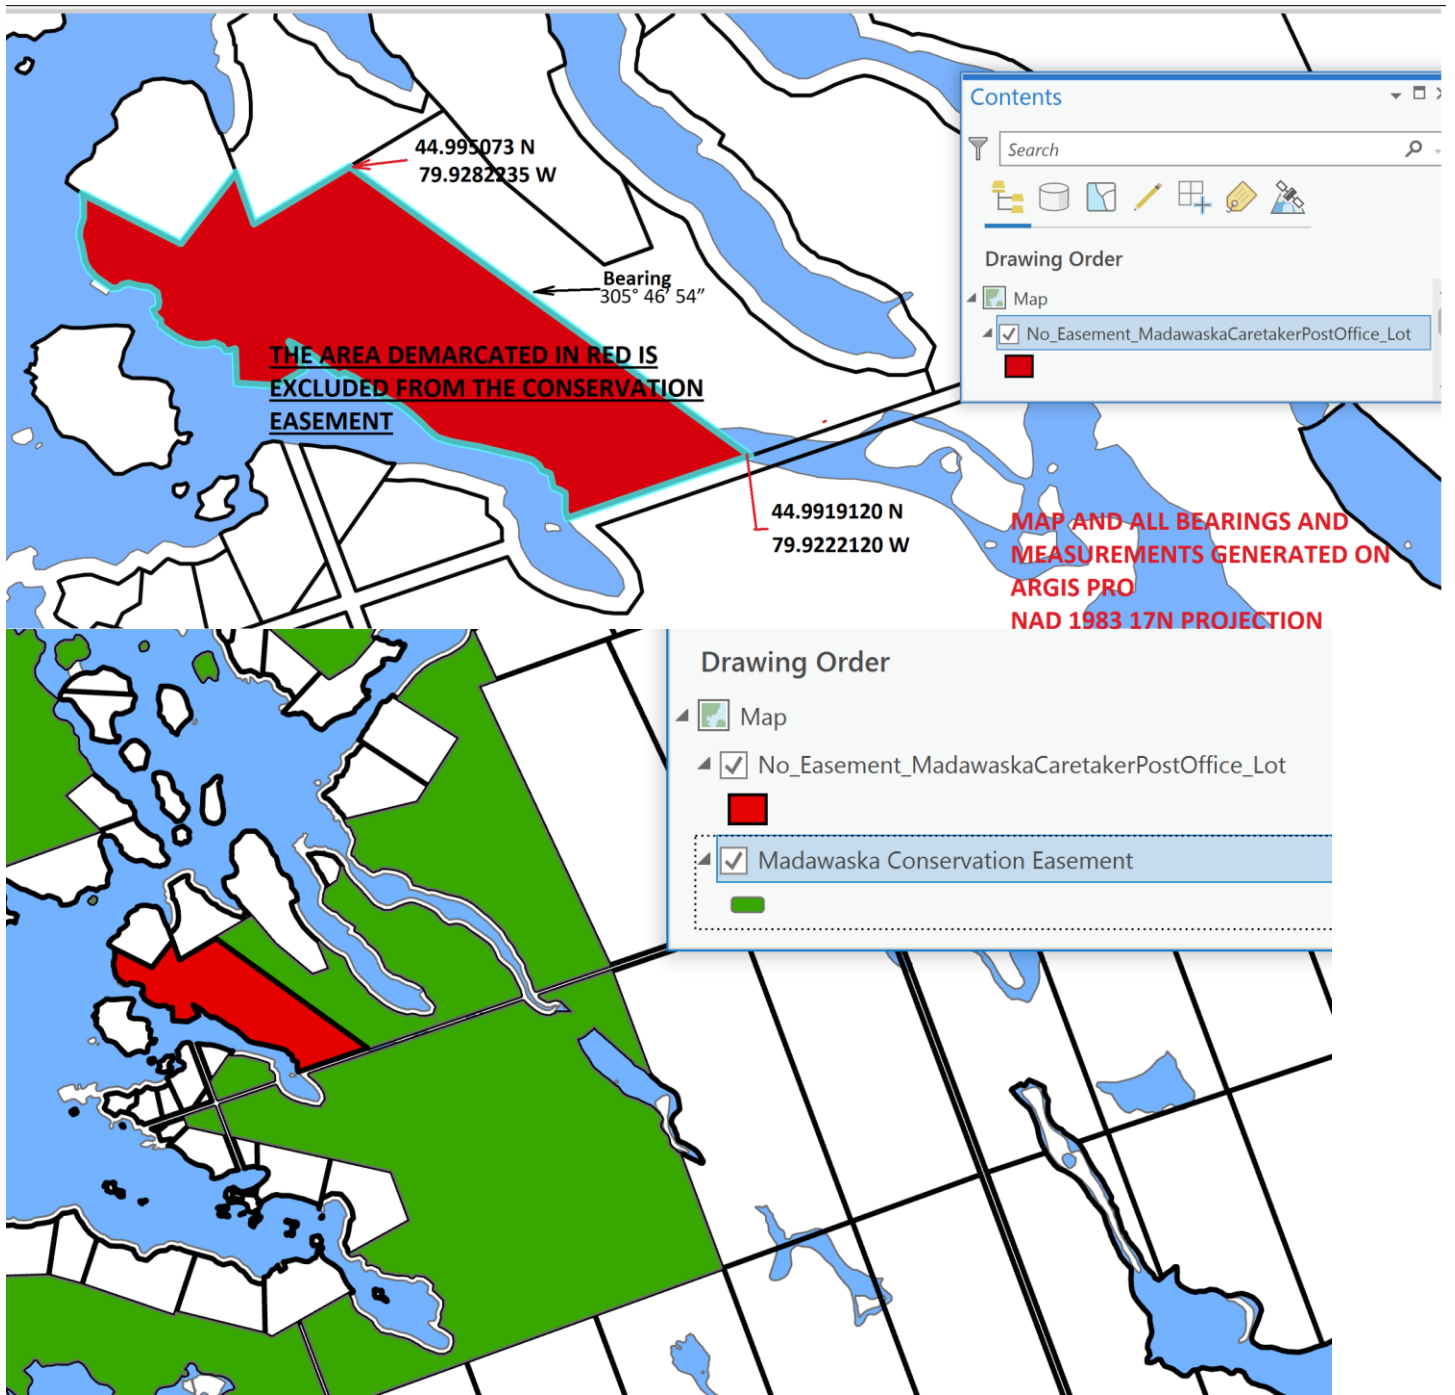 Contents
Search
Drawing Order
Map
No_Easement_MadawaskaCaretakerPostOffice_Lot
44.995073 N
79.9282235 W
Bearing
305° 46' 54"
THE AREA DEMARCATED IN RED IS
EXCLUDED FROM THE CONSERVATION
EASEMENT
44.9919120 N
79.9222120 W
MAP AND ALL BEARINGS AND
MEASUREMENTS GENERATED ON
ARGIS PRO
NAD 1983 17N PROJECTION
Drawing Order
Map
No_Easement_MadawaskaCaretakerPostOffice_Lot
Madawaska Conservation Easement